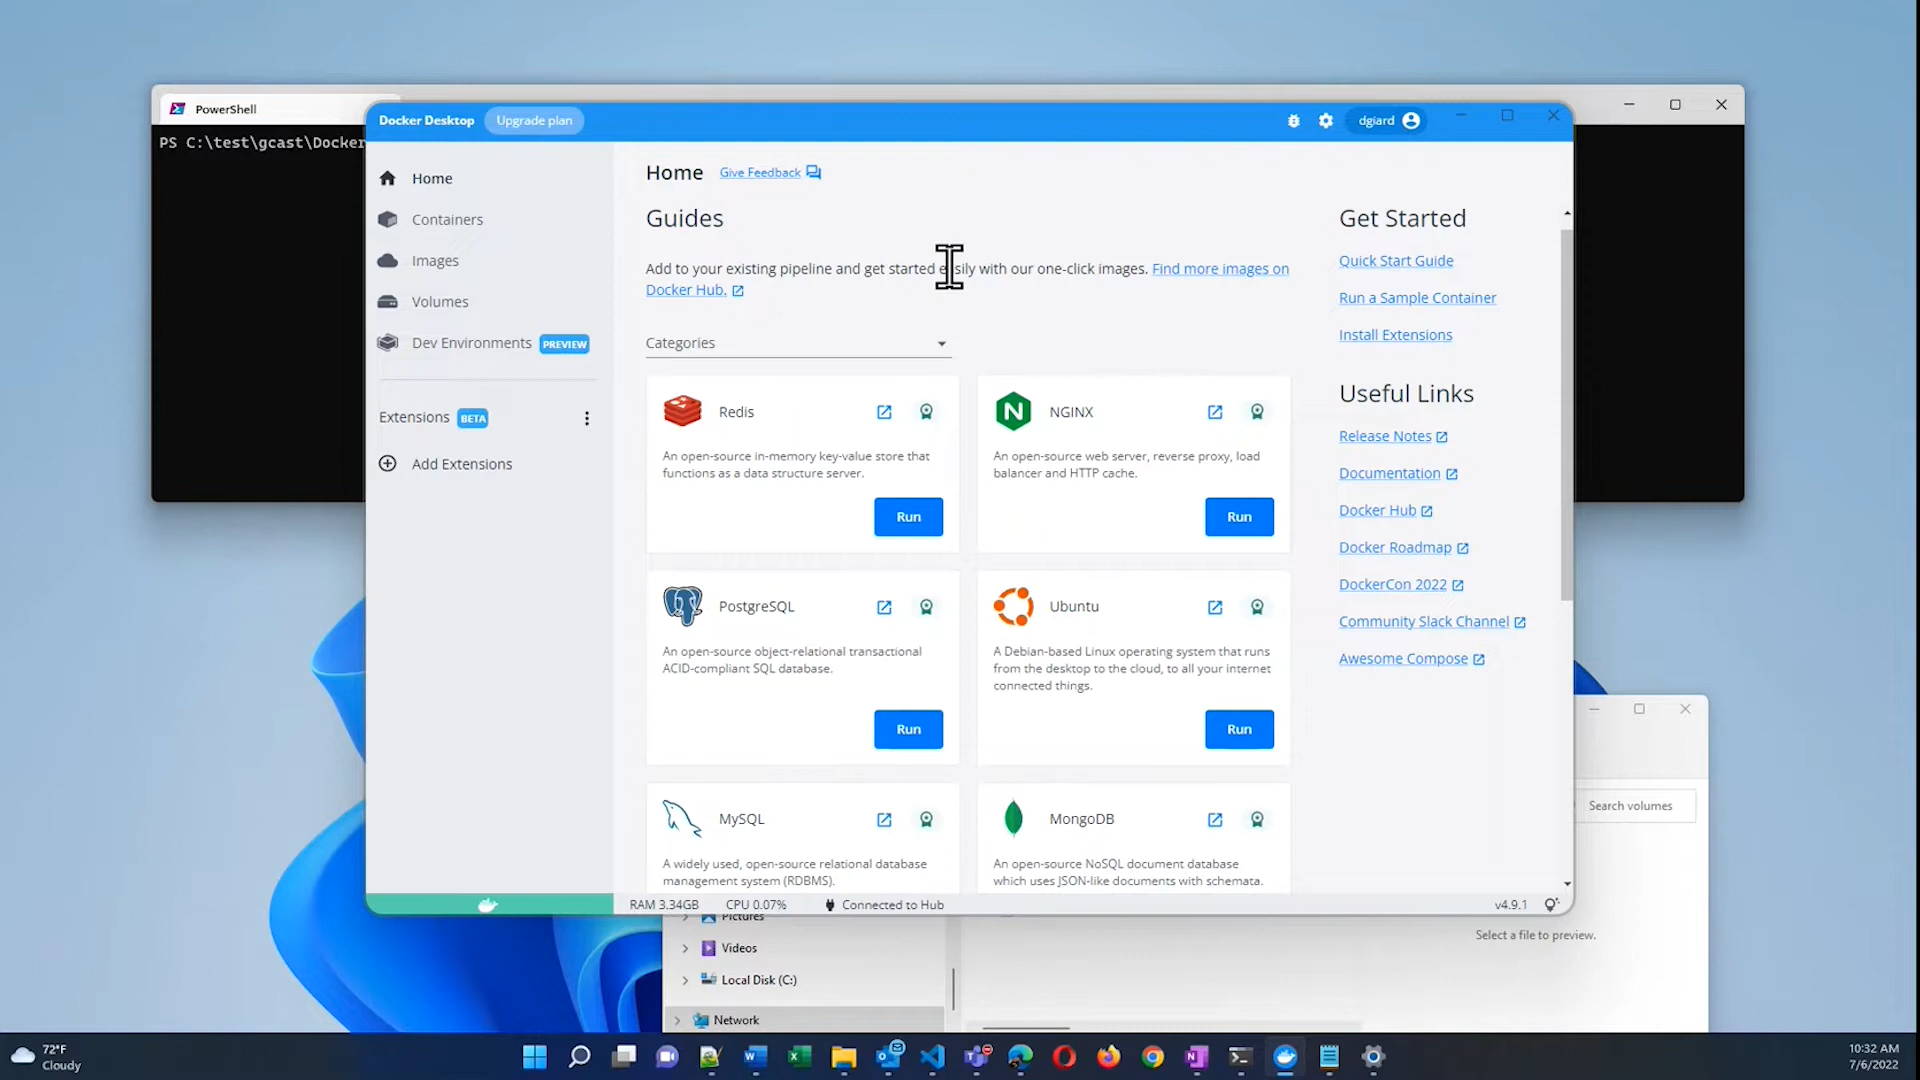 PowerShell
PS C:\test\gcast\Docker
Docker Desktop
Upgrade plan
dgiard
Home
Containers
Images
Volumes
Dev Environments PREVIEW
Extensions BETA
Add Extensions
Home Give Feedback
Guides
Add to your existing pipeline and get started easily with our one-click images. Find more images on
Docker Hub.
Categories
Redis
An open-source in-memory key-value store that
functions as a data structure server.
Run
NGINX
An open-source web server, reverse proxy, load
balancer and HTTP cache.
Run
PostgreSQL
An open-source object-relational transactional
ACID-compliant SQL database.
Run
Ubuntu
A Debian-based Linux operating system that runs
from the desktop to the cloud, to all your internet
connected things.
Run
MySQL
A widely used, open-source relational database
management system (RDBMS).
MongoDB
An open-source NoSQL document database
which uses JSON-like documents with schemata.
Get Started
Quick Start Guide
Run a Sample Container
Install Extensions
Useful Links
Release Notes
Documentation
Docker Hub
Docker Roadmap
DockerCon 2022
Community Slack Channel
Awesome Compose
RAM 3.34GB CPU 0.07% Connected to Hub
v4.9.1
Search volumes
Select a file to preview.
Pictures
Videos
Local Disk (C:)
Network
72°F
Cloudy
10:32 AM
7/6/2022